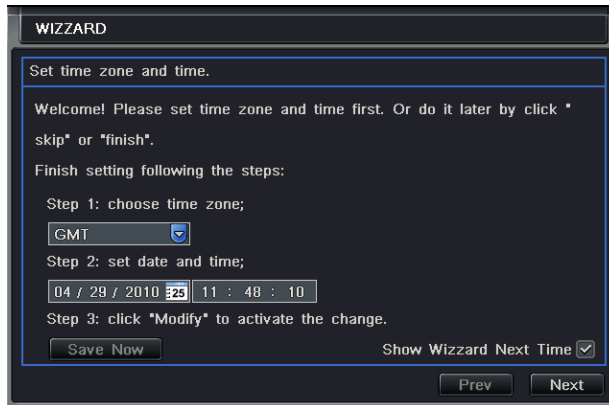 WIZZARD
Set time zone and time.
Welcome! Please set time zone and time first. Or do it later by click "
skip" or "finish".
Finish setting following the steps:
Step 1: choose time zone;
GMT
Step 2: set date and time;
04 / 29 / 2010 25 11 : 48 : 10
Step 3: click "Modify" to activate the change.
Save Now Show Wizzard Next Time
Prev Next